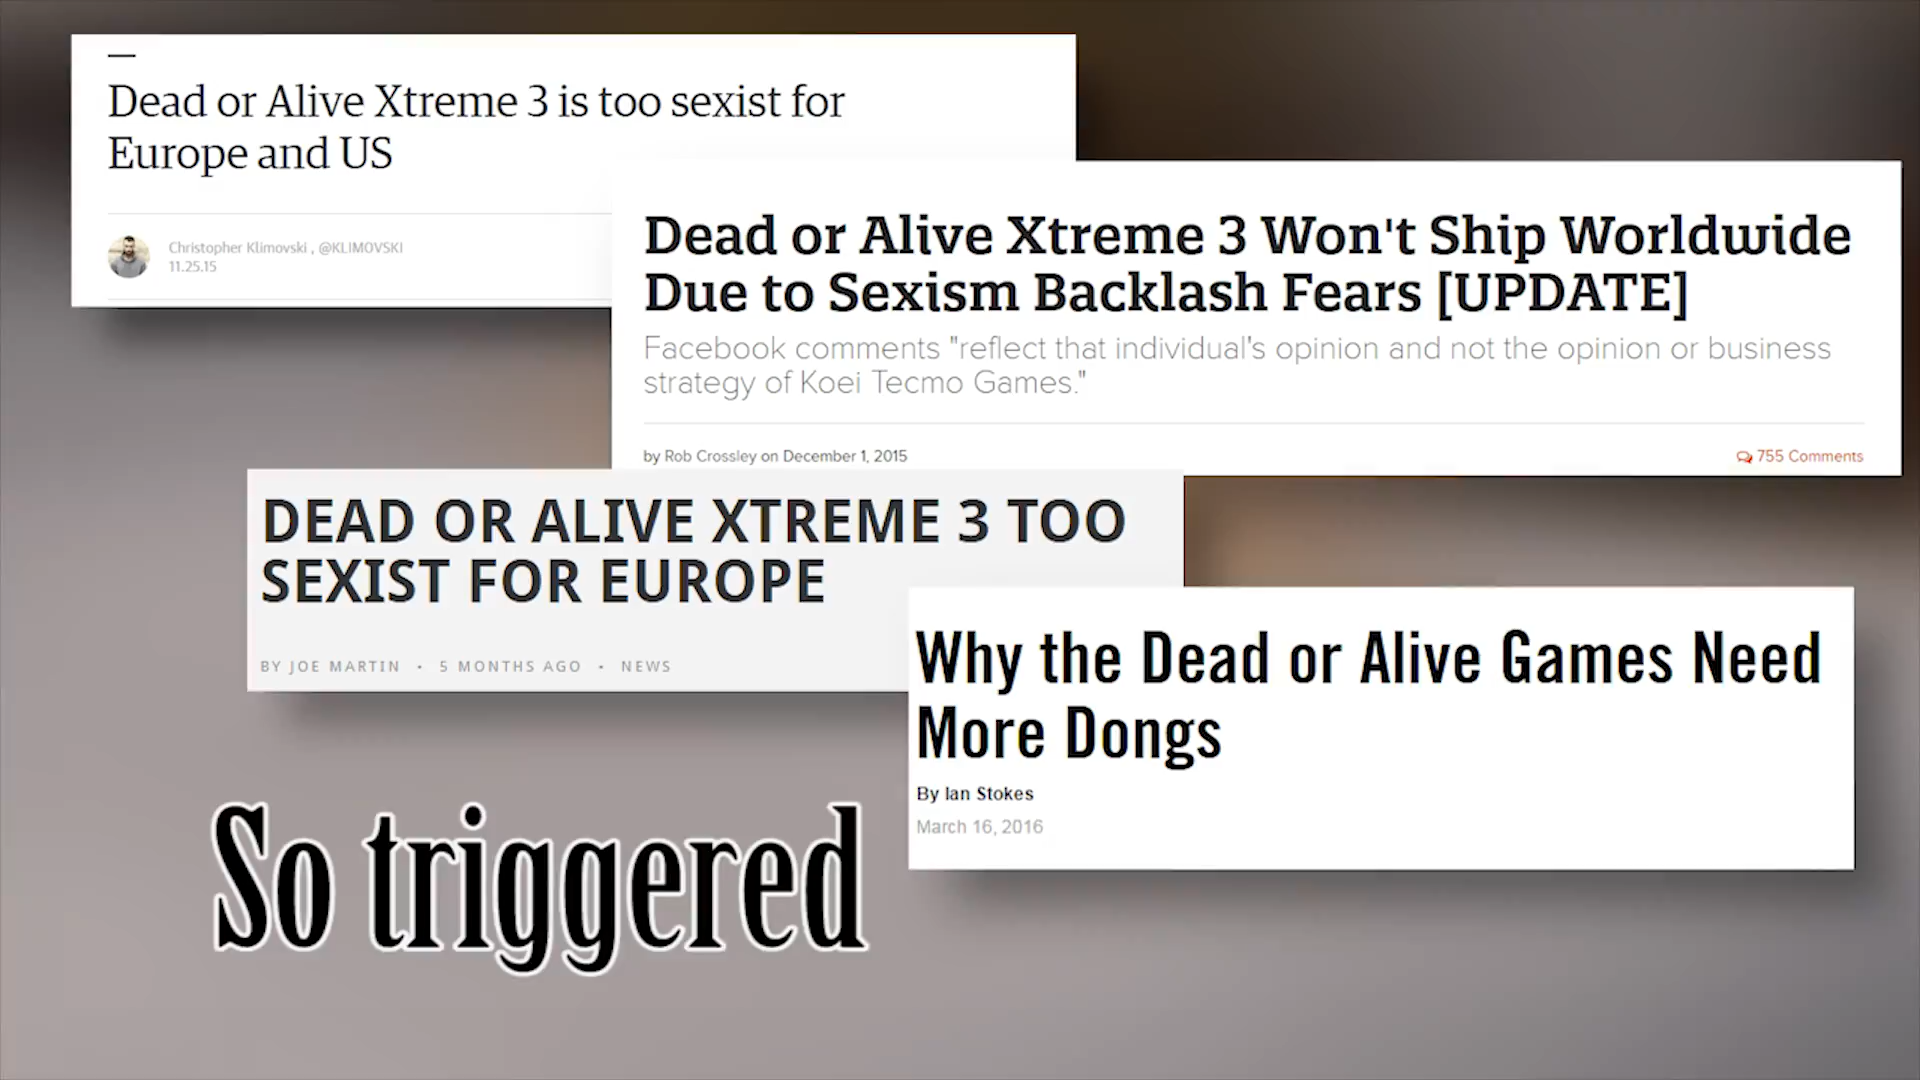 Dead or Alive Xtreme 3 is too sexist for
Europe and US
Christopher Klimovski , @KLIMOVSKI
11.25.15
Dead or Alive Xtreme 3 Won't Ship Worldwide
Due to Sexism Backlash Fears [UPDATE]
Facebook comments "reflect that individual's opinion and not the opinion or business
strategy of Koei Tecmo Games."
by Rob Crossley on December 1, 2015
755 Comments
DEAD OR ALIVE XTREME 3 TOO
SEXIST FOR EUROPE
BY JOE MARTIN • 5 MONTHS AGO • NEWS
Why the Dead or Alive Games Need
More Dongs
By Ian Stokes
March 16, 2016
So triggered